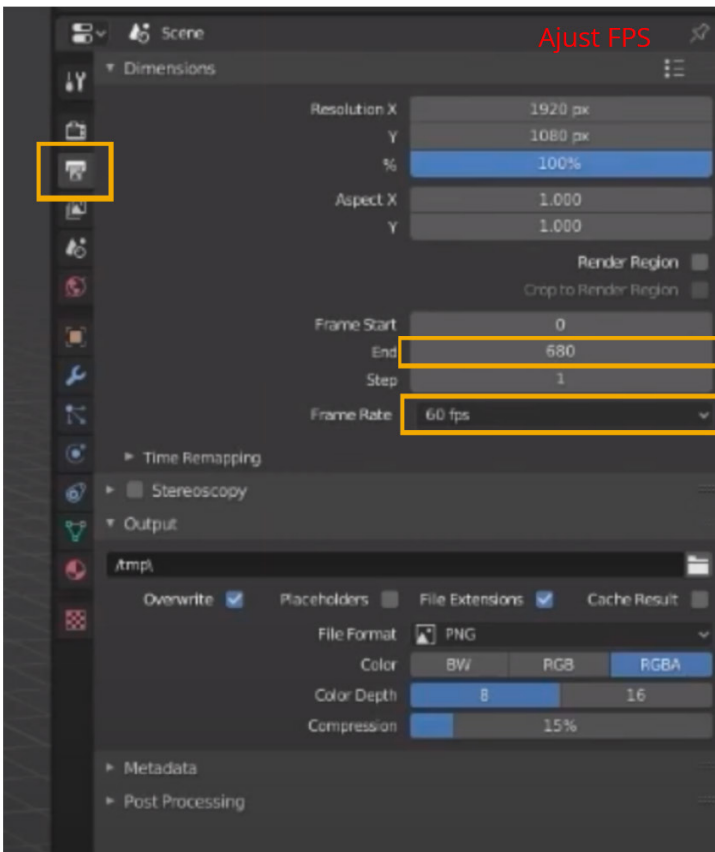 Scene Ajust FPS
Dimensions
Resolution X 1920 px
Y 1080 px
% 100%
Aspect X 1.000
Y 1.000
Render Region
Crop to Render Region
Frame Start 0
End 680
Step 1
Frame Rate 60 fps
Time Remapping
Stereoscopy
Output
/tmp\
Overwrite Placeholders File Extensions Cache Result
File Format PNG
Color BW RGB RGBA
Color Depth 8 16
Compression 15%
Metadata
Post Processing